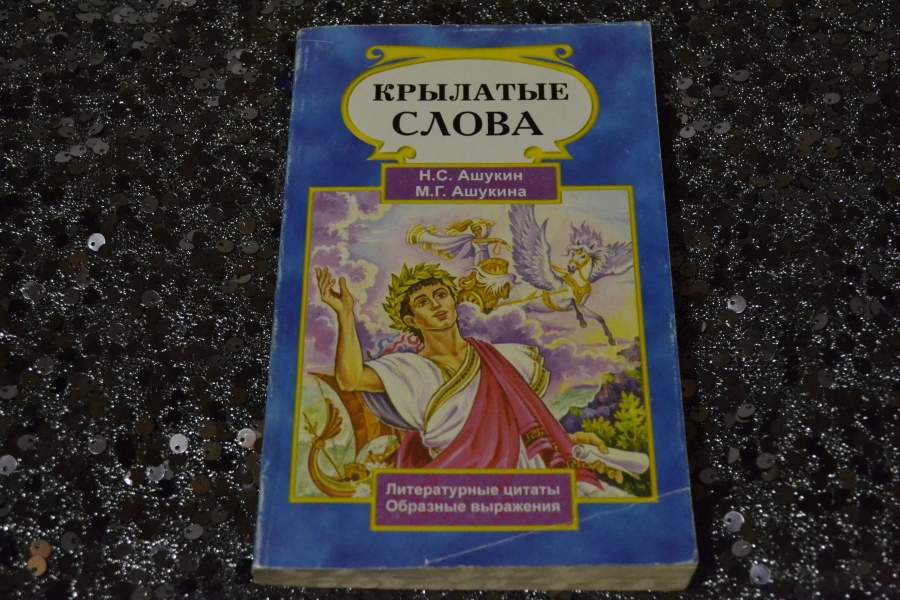 КРЫЛАТЫЕ
СЛОВА
Н.С. Ашукин
М.Г. Ашукина
Литературные цитаты
Образные выражения